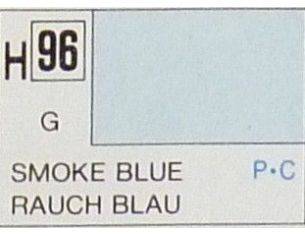 H 96
G
SMOKE BLUE P·C
RAUCH BLAU